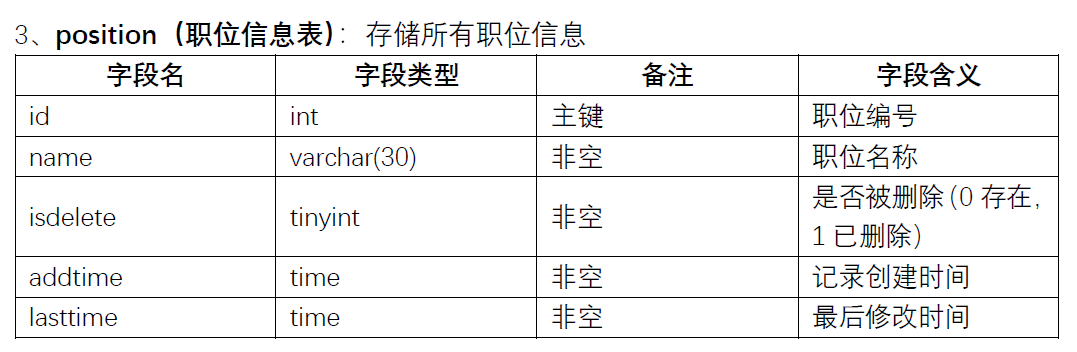 3、position（职位信息表）：存储所有职位信息
字段名 字段类型 备注 字段含义
id int 主键 职位编号
name varchar(30) 非空 职位名称
isdelete tinyint 非空 是否被删除（0 存在，
1 已删除）
addtime time 非空 记录创建时间
lasttime time 非空 最后修改时间